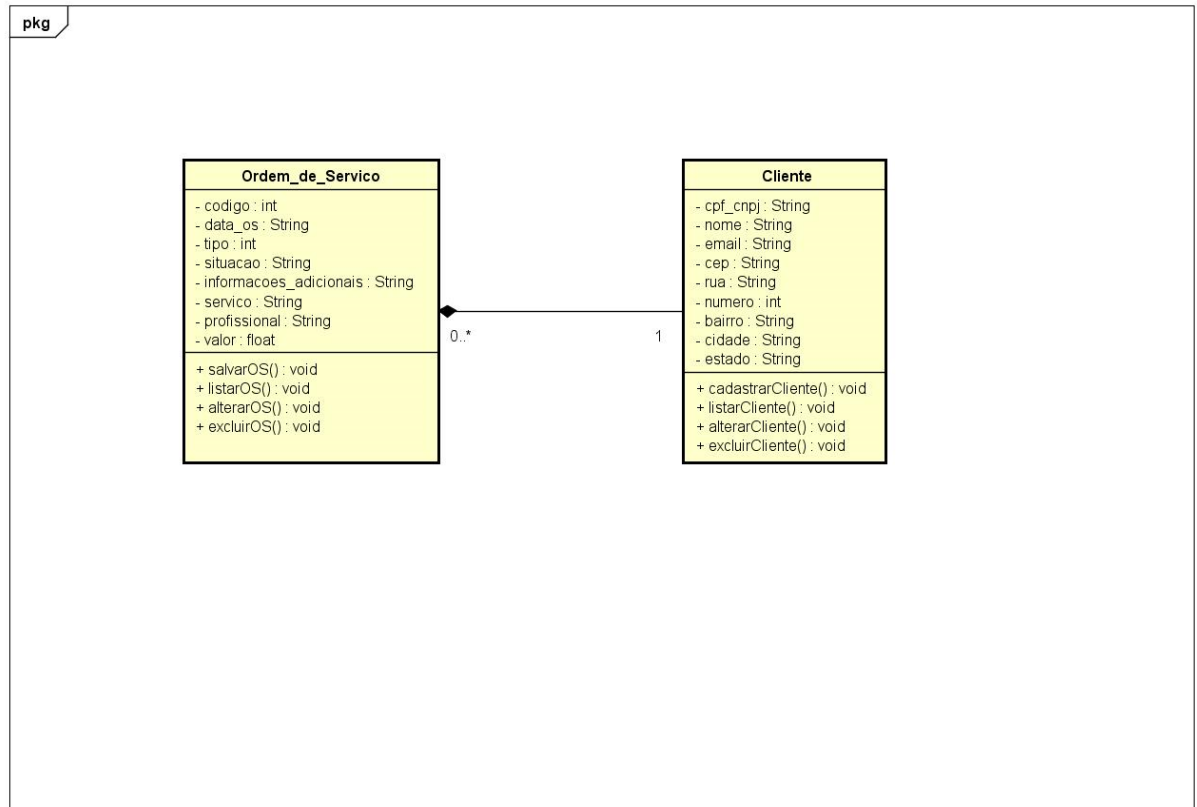 pkg
Ordem_de_Servico
- codigo : int
- data_os : String
- tipo : int
- situacao : String
- informacoes_adicionais : String
- servico : String
- profissional : String
- valor : float
+ salvarOS() : void
+ listarOS() : void
+ alterarOS() : void
+ excluirOS() : void
0..*
1
Cliente
- cpf_cnpj : String
- nome : String
- email : String
- cep : String
- rua : String
- numero : int
- bairro : String
- cidade : String
- estado : String
+ cadastrarCliente() : void
+ listarCliente() : void
+ alterarCliente() : void
+ excluirCliente() : void